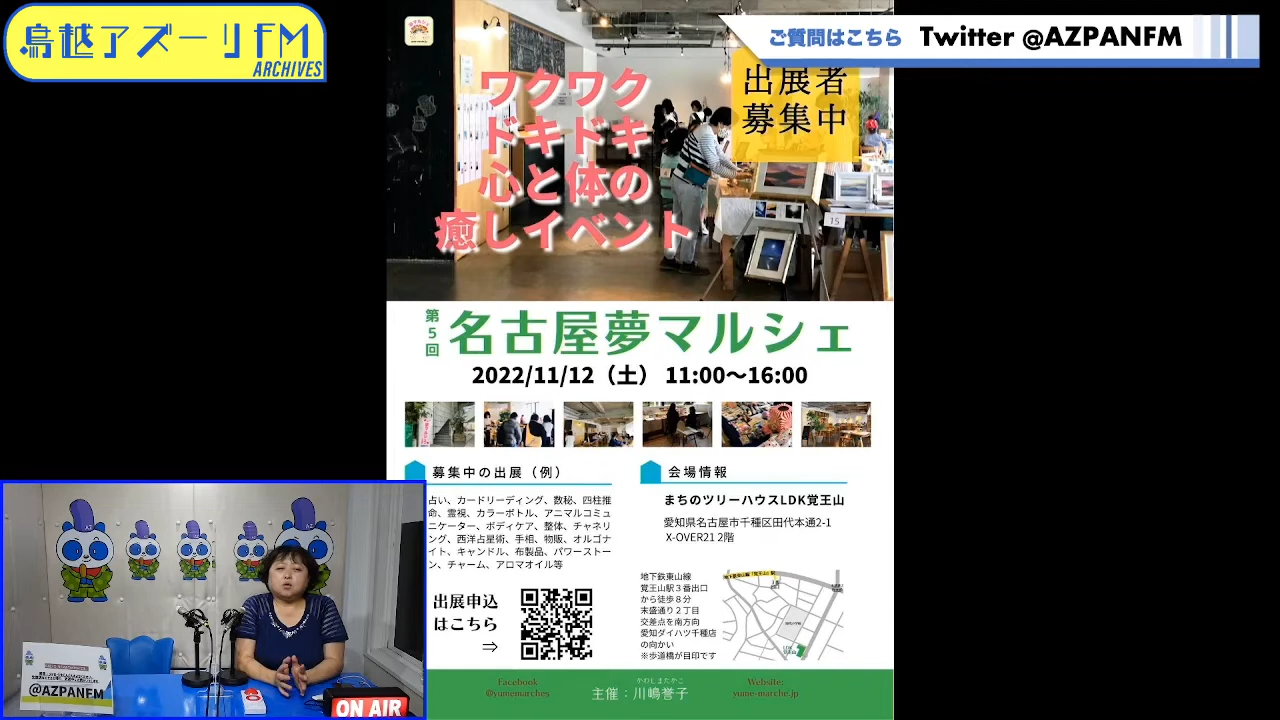 鳥越アズーリFM
ARCHIVES
ご質問はこちら Twitter @AZPANFM
出展者
募集中
ワクワク
ドキドキ
心と体の
癒しイベント
15
第5回
名古屋夢マルシェ
2022/11/12（土） 11:00〜16:00
募集中の出展（例）
占い、カードリーディング、数秘、四柱推
命、霊視、カラーボトル、アニマルコミュ
ニケーター、ボディケア、整体、チャネリ
ング、西洋占星術、手相、物販、オルゴナ
イト、キャンドル、布製品、パワーストー
ン、チャーム、アロマオイル等
出展申込
はこちら
⇒
会場情報
まちのツリーハウスLDK覚王山
愛知県名古屋市千種区田代本通2-1
X-OVER21 2階
地下鉄東山線
覚王山駅３番出口
から徒歩８分
末盛通り２丁目
交差点を南方向
愛知ダイハツ千種店
の向かい
※歩道橋が目印です
Facebook
@yumemarches
かわしまたかこ
主催：川嶋誉子
Website:
yume-marche.jp
@AZPANFM
ON AIR